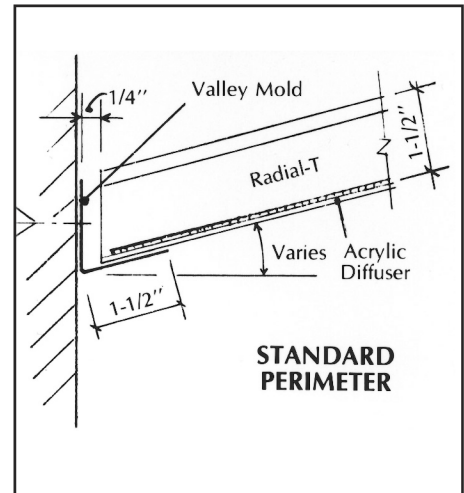 1/4"
Valley Mold
Radial-T
1-1/2"
Varies
Acrylic
Diffuser
1-1/2"
STANDARD
PERIMETER